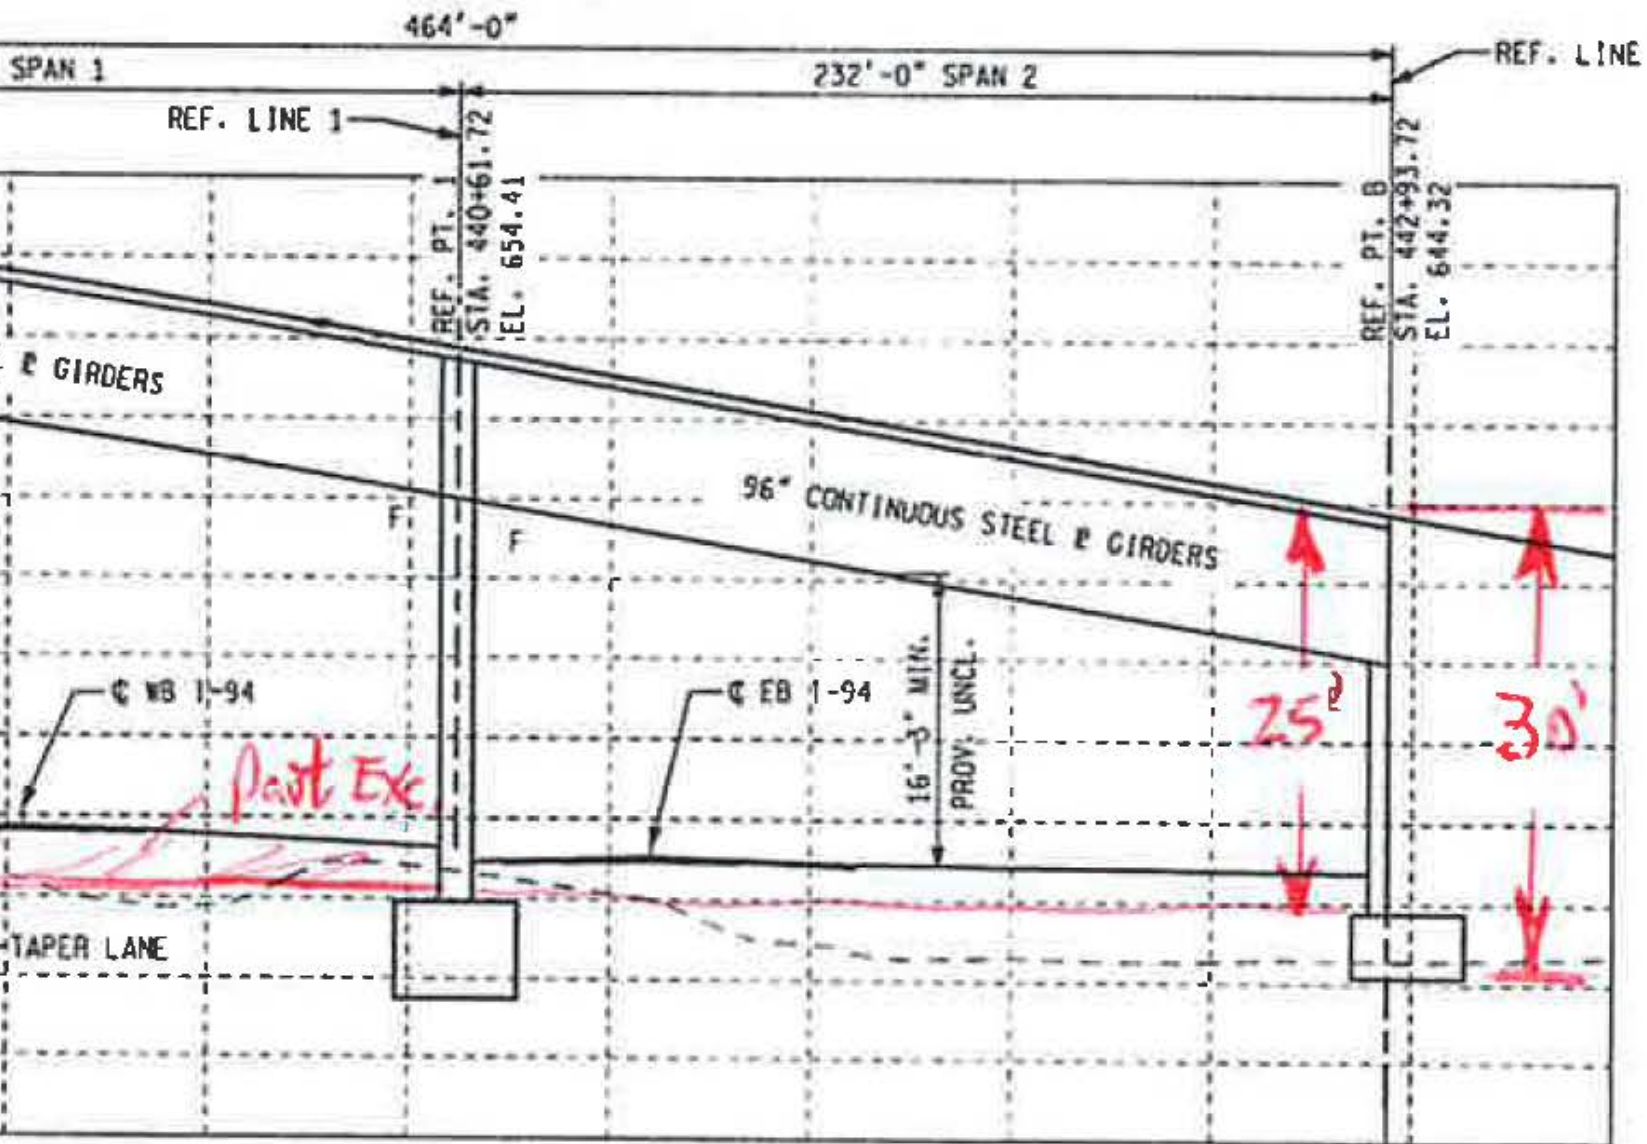 464'-0"
SPAN 1
232'-0" SPAN 2
REF. LINE
REF. LINE 1
REF. PT. 1
STA. 440+61.72
EL. 654.41
REF. PT. B
STA. 442+93.72
EL. 644.32
℄ GIRDERS
96" CONTINUOUS STEEL ℄ GIRDERS
F
F
16'-3" MIN.
PROV. UNCL.
℄ WB I-94
℄ EB I-94
25'
30'
Part Exc.
TAPER LANE